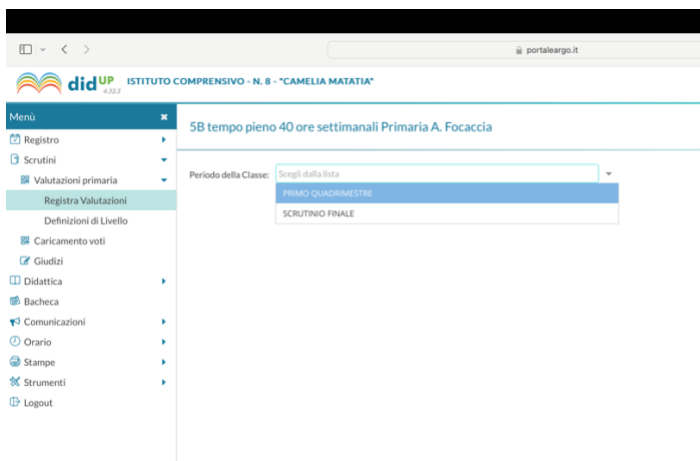 portaleargo.it
didUP
4.33.3
ISTITUTO COMPRENSIVO - N. 8 - "CAMELIA MATATIA"
Menù
Registro
Scrutini
Valutazioni primaria
Registra Valutazioni
Definizioni di Livello
Caricamento voti
Giudizi
Didattica
Bacheca
Comunicazioni
Orario
Stampe
Strumenti
Logout
5B tempo pieno 40 ore settimanali Primaria A. Focaccia
Periodo della Classe: Scegli dalla lista
PRIMO QUADRIMESTRE
SCRUTINIO FINALE